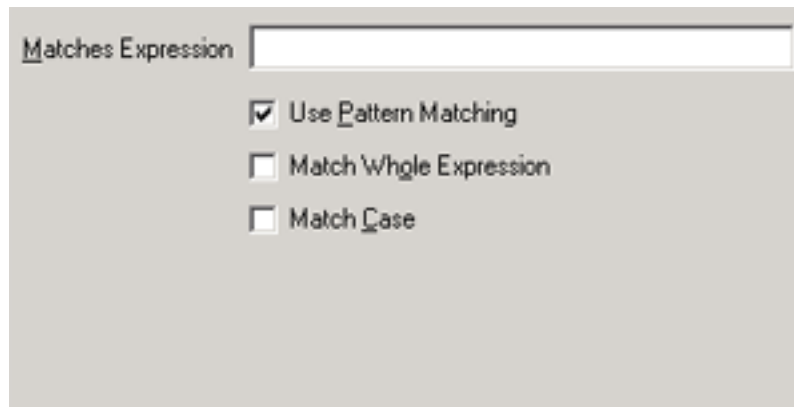 Matches Expression
Use Pattern Matching
Match Whole Expression
Match Case